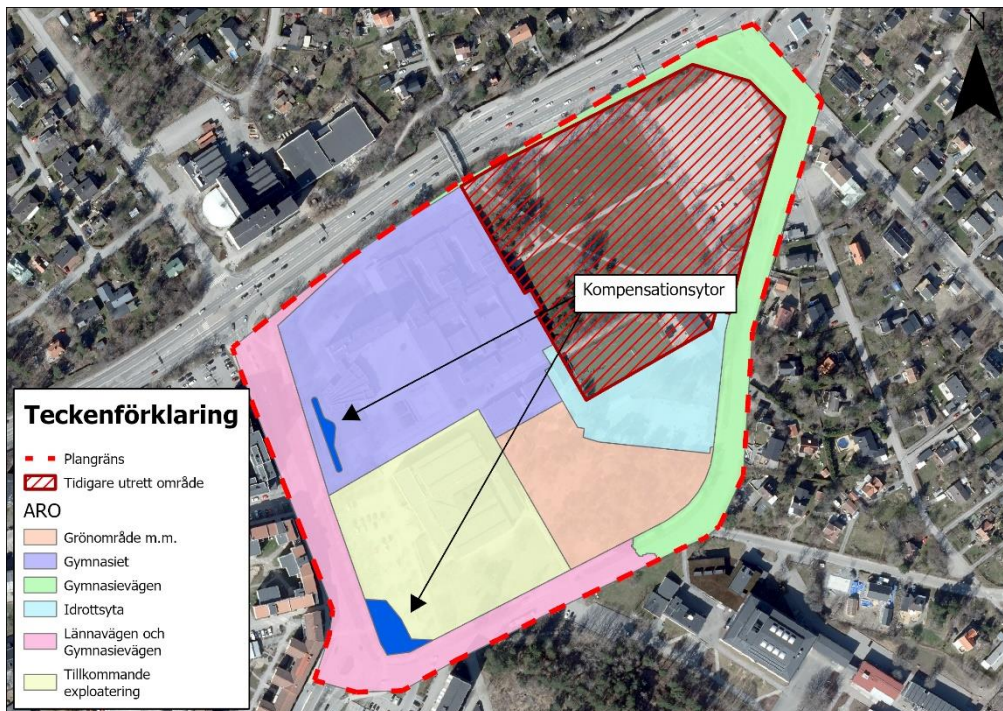 N
Kompensationsytor
Teckenförklaring
Plangräns
Tidigare utrett område
ARO
Grönområde m.m.
Gymnasiet
Gymnasievägen
Idrottsyta
Lännavägen och
Gymnasievägen
Tillkommande
exploatering